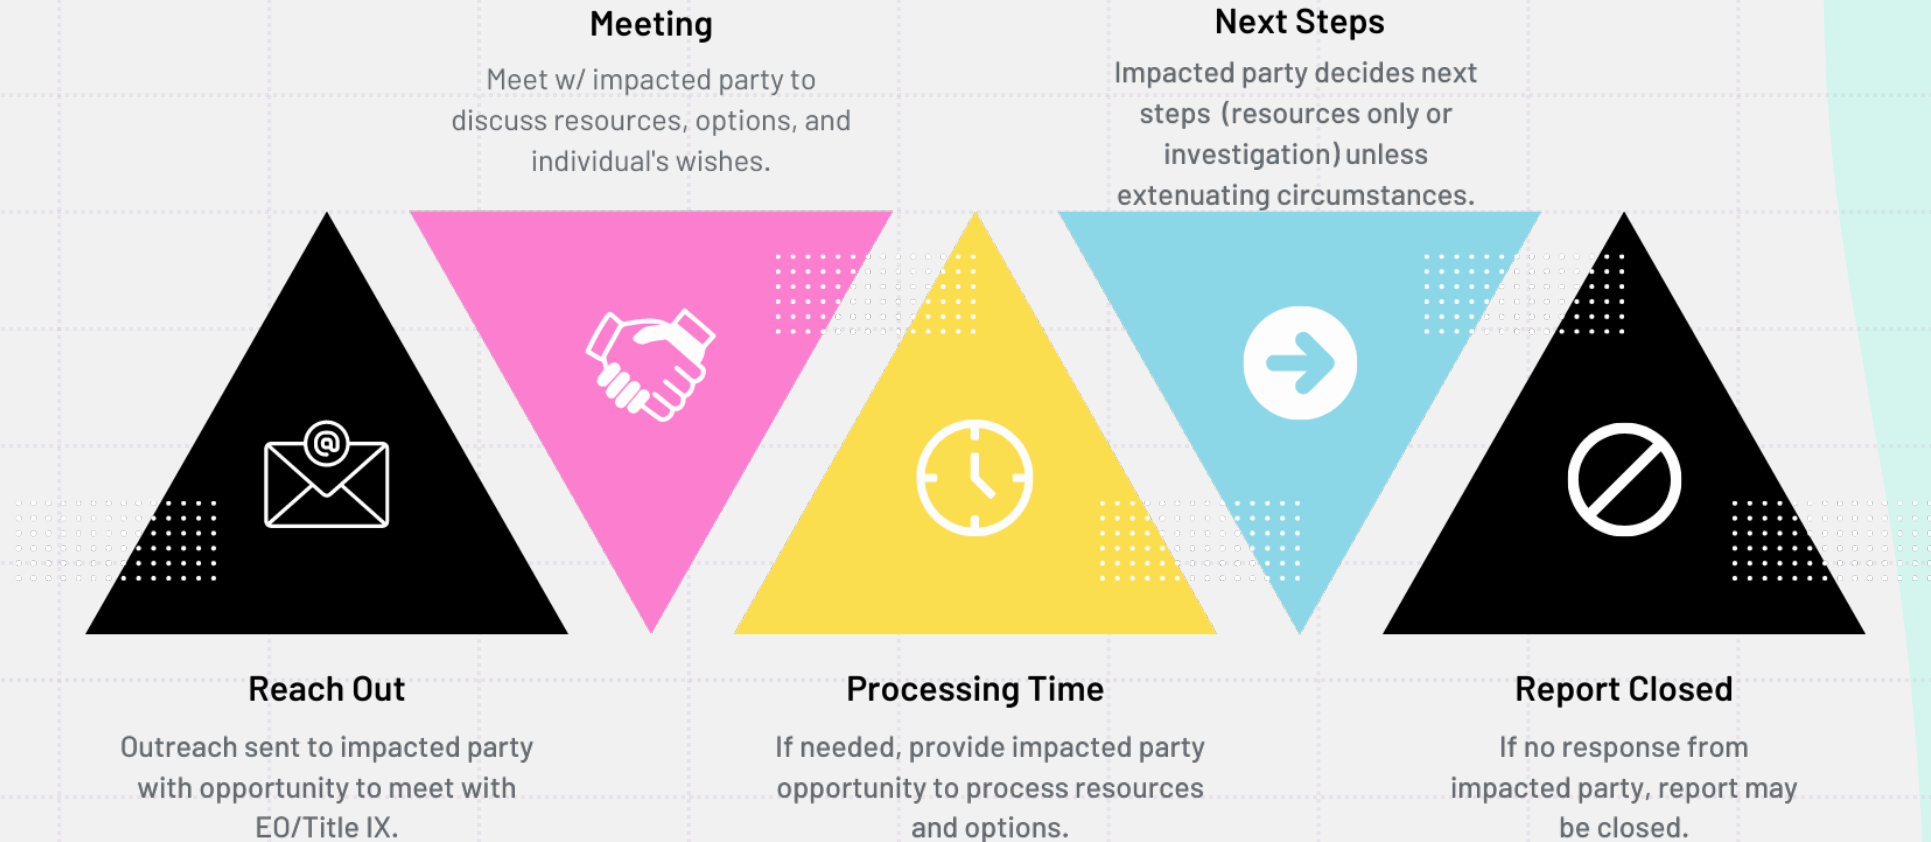 Meeting
Meet w/ impacted party to
discuss resources, options, and
individual's wishes.
Next Steps
Impacted party decides next
steps (resources only or
investigation) unless
extenuating circumstances.
@
Reach Out
Outreach sent to impacted party
with opportunity to meet with
EO/Title IX.
Processing Time
If needed, provide impacted party
opportunity to process resources
and options.
Report Closed
If no response from
impacted party, report may
be closed.